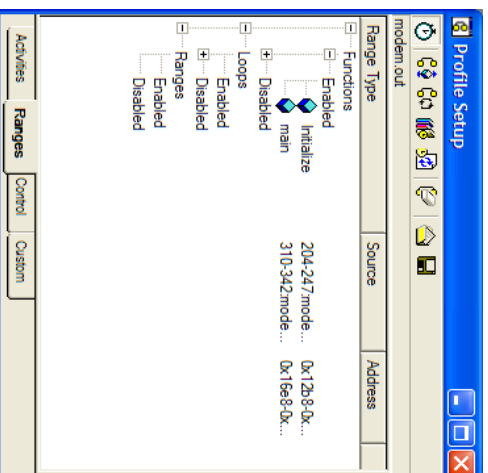 Profile Setup
modem.out
Range Type Source Address
Functions
Enabled
Initialize 204-247:mode... 0x12b8-0x...
main 310-342:mode... 0x16e8-0x...
Disabled
Loops
Enabled
Disabled
Ranges
Enabled
Disabled
Activities Ranges Control Custom